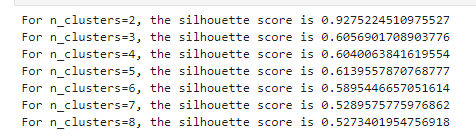 For n_clusters=2, the silhouette score is 0.9275224510975527
For n_clusters=3, the silhouette score is 0.6056901708903776
For n_clusters=4, the silhouette score is 0.6040063841619554
For n_clusters=5, the silhouette score is 0.6139557870768777
For n_clusters=6, the silhouette score is 0.5895446657051614
For n_clusters=7, the silhouette score is 0.5289575775976862
For n_clusters=8, the silhouette score is 0.5273401954756918